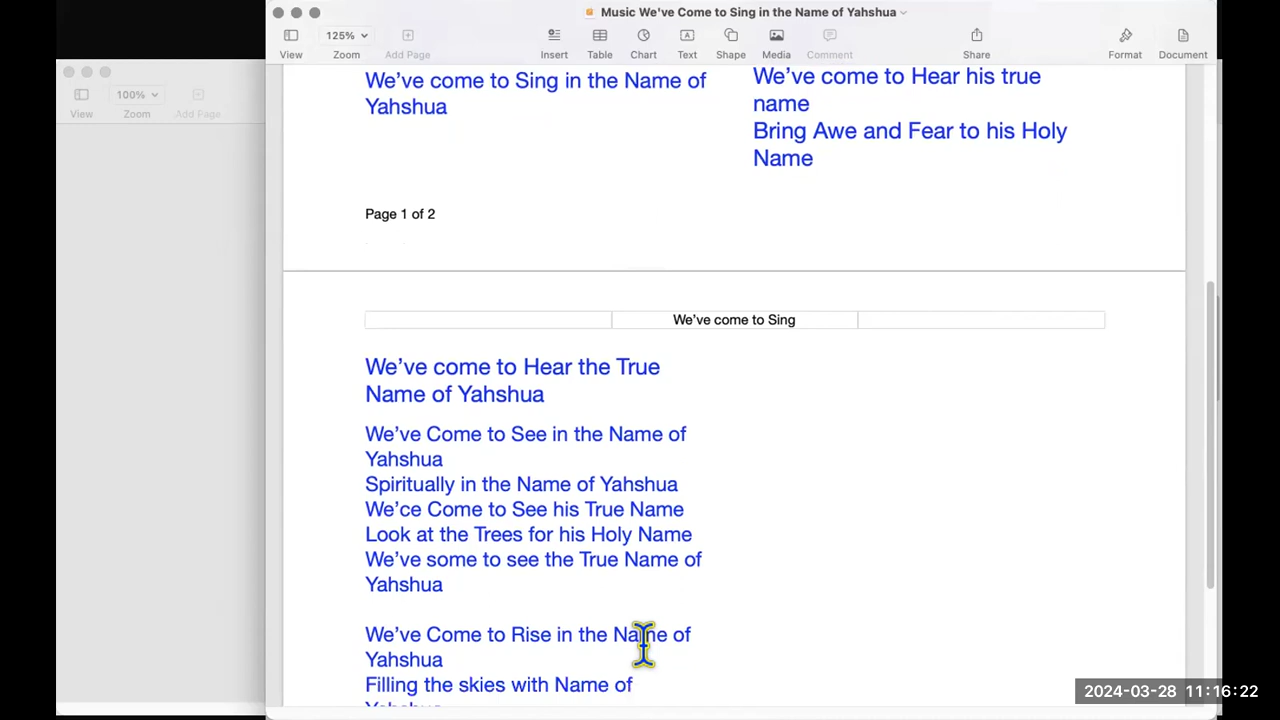 Music We've Come to Sing in the Name of Yahshua
125%
View
Zoom
Add Page
Insert
Table
Chart
Text
Shape
Media
Comment
Share
Format
Document
100%
View
Zoom
Add Page
We've come to Sing in the Name of
Yahshua
We've come to Hear his true
name
Bring Awe and Fear to his Holy
Name
Page 1 of 2
We've come to Sing
We've come to Hear the True
Name of Yahshua
We've Come to See in the Name of
Yahshua
Spiritually in the Name of Yahshua
We'ce Come to See his True Name
Look at the Trees for his Holy Name
We've some to see the True Name of
Yahshua
We've Come to Rise in the Name of
Yahshua
Filling the skies with Name of
2024-03-28 11:16:22